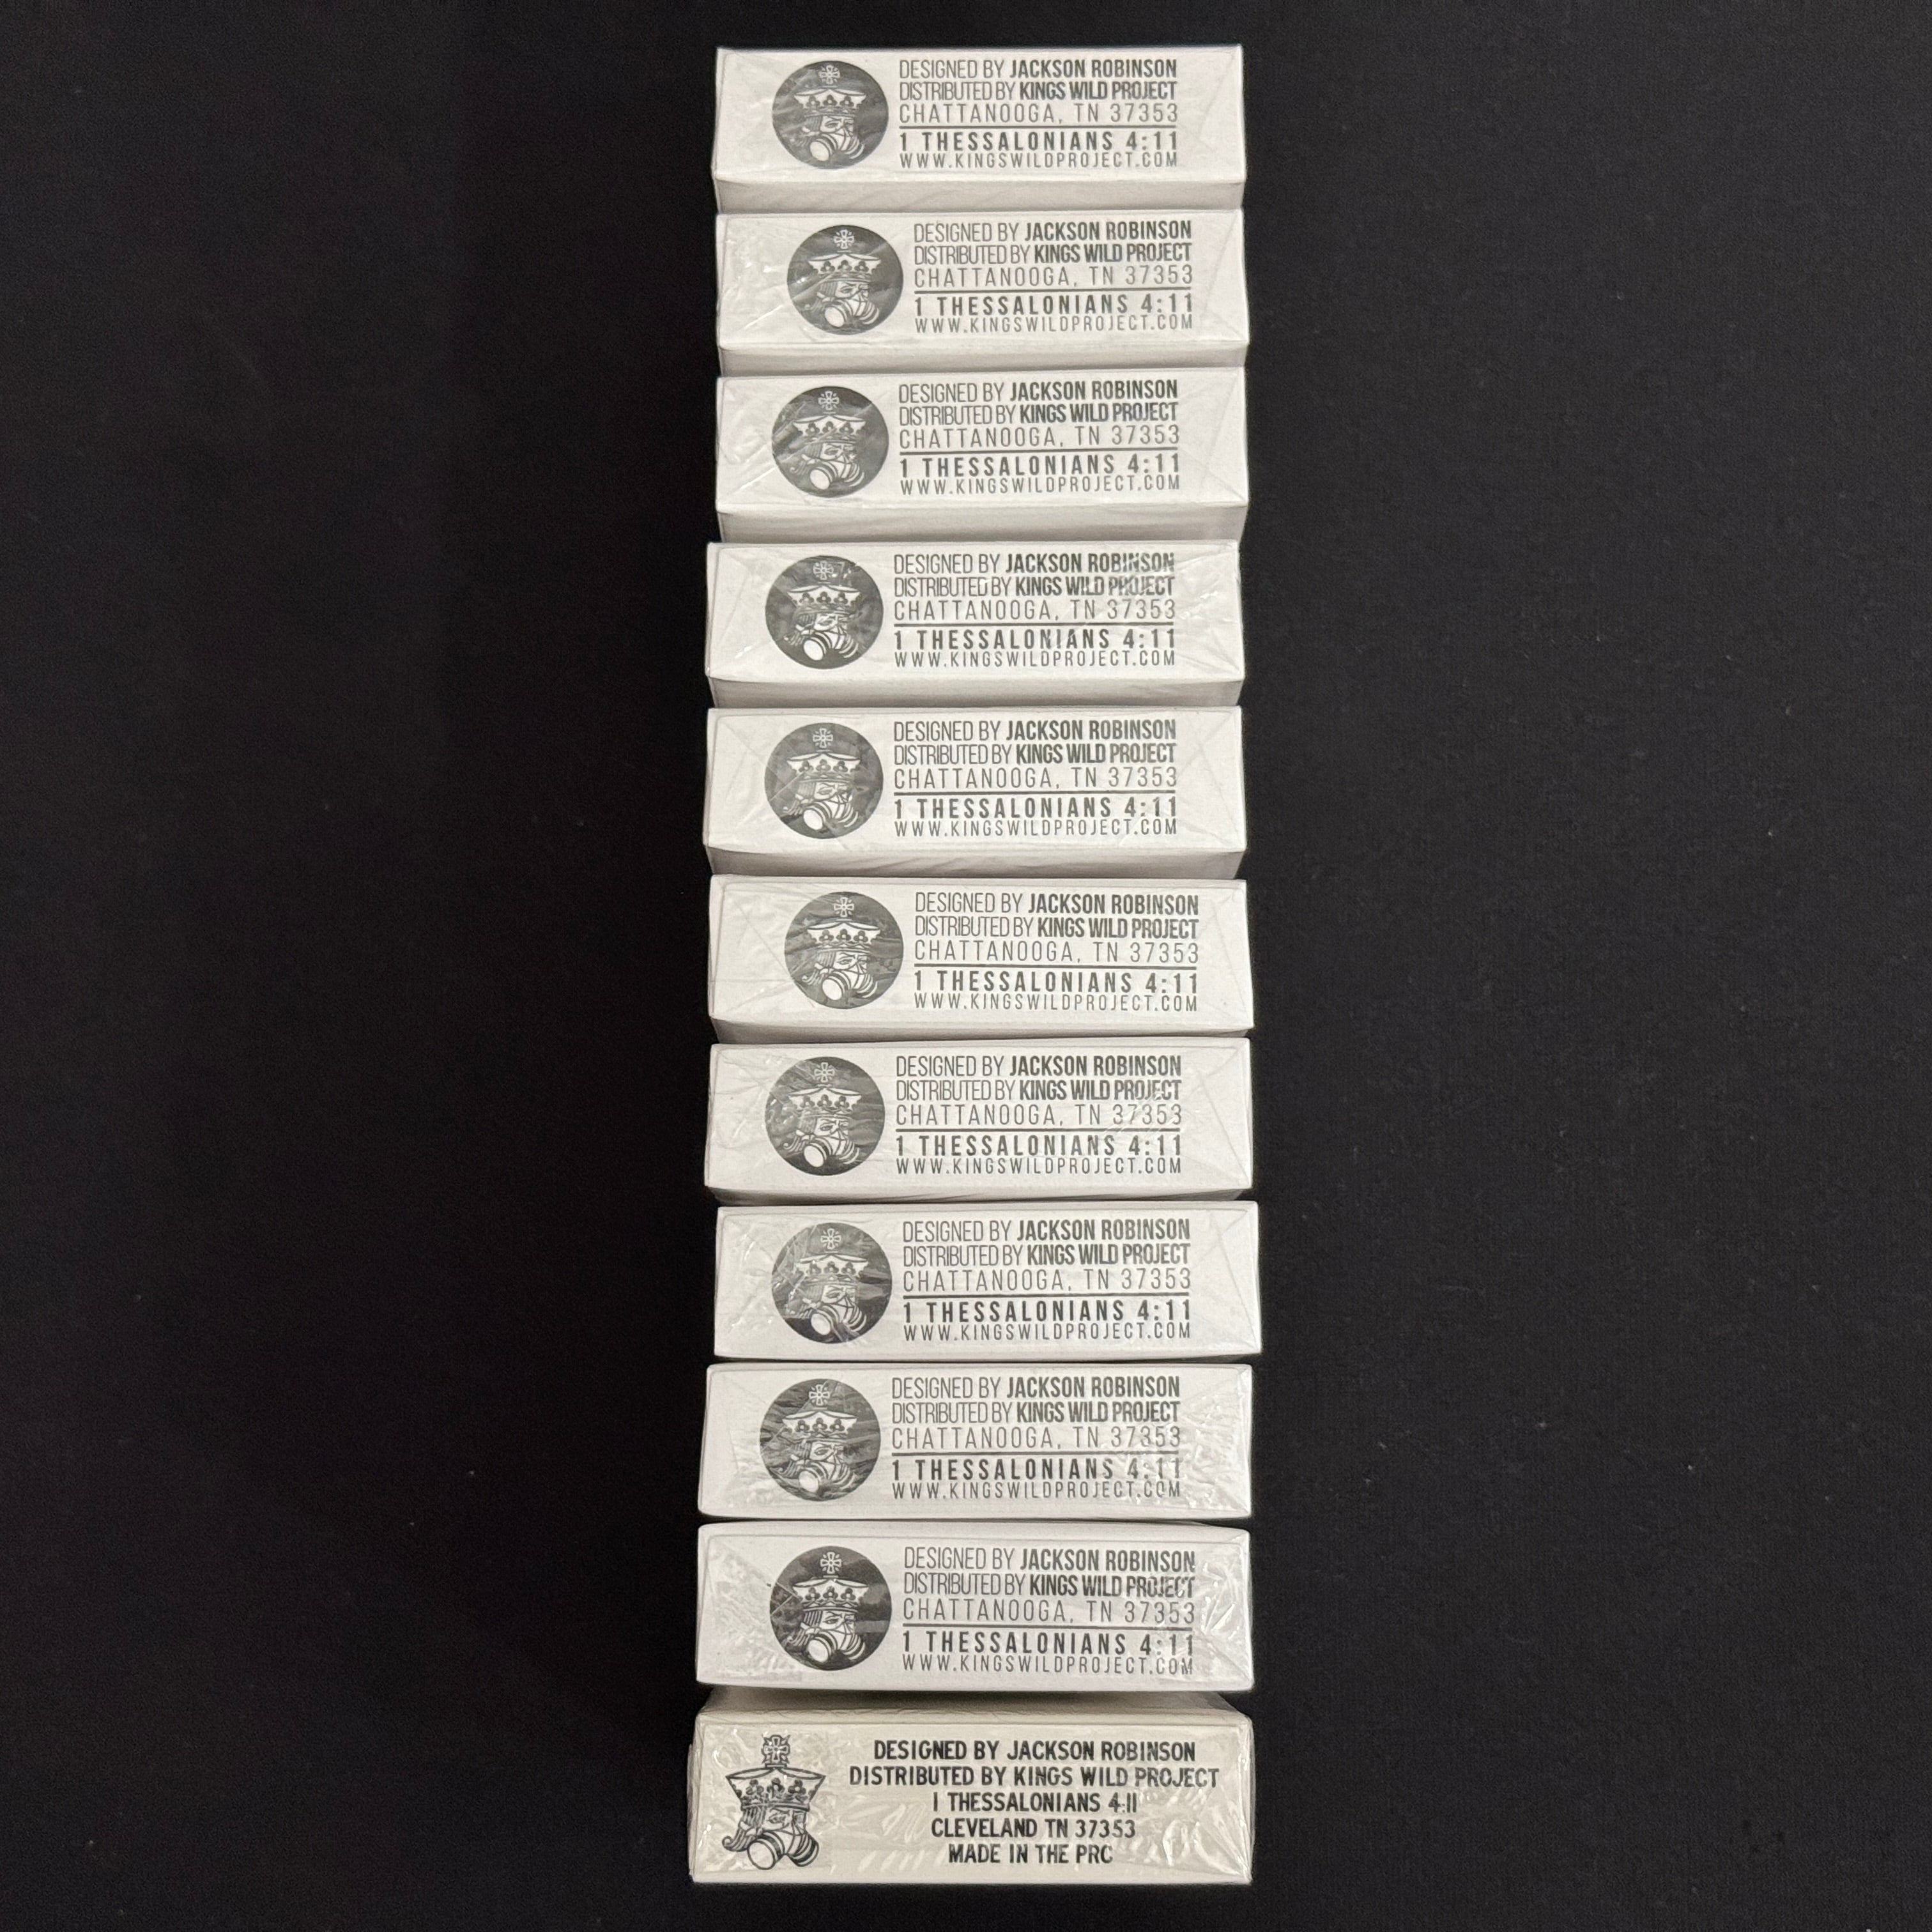 DESIGNED BY JACKSON ROBINSON
DISTRIBUTED BY KINGS WILD PROJECT
CHATTANOOGA, TN 37353
1 THESSALONIANS 4:11
WWW.KINGSWILDPROJECT.COM
DESIGNED BY JACKSON ROBINSON
DISTRIBUTED BY KINGS WILD PROJECT
CHATTANOOGA, TN 37353
1 THESSALONIANS 4:11
WWW.KINGSWILDPROJECT.COM
DESIGNED BY JACKSON ROBINSON
DISTRIBUTED BY KINGS WILD PROJECT
CHATTANOOGA, TN 37353
1 THESSALONIANS 4:11
WWW.KINGSWILDPROJECT.COM
DESIGNED BY JACKSON ROBINSON
DISTRIBUTED BY KINGS WILD PROJECT
CHATTANOOGA, TN 37353
1 THESSALONIANS 4:11
WWW.KINGSWILDPROJECT.COM
DESIGNED BY JACKSON ROBINSON
DISTRIBUTED BY KINGS WILD PROJECT
CHATTANOOGA, TN 37353
1 THESSALONIANS 4:11
WWW.KINGSWILDPROJECT.COM
DESIGNED BY JACKSON ROBINSON
DISTRIBUTED BY KINGS WILD PROJECT
CHATTANOOGA, TN 37353
1 THESSALONIANS 4:11
WWW.KINGSWILDPROJECT.COM
DESIGNED BY JACKSON ROBINSON
DISTRIBUTED BY KINGS WILD PROJECT
CHATTANOOGA, TN 37353
1 THESSALONIANS 4:11
WWW.KINGSWILDPROJECT.COM
DESIGNED BY JACKSON ROBINSON
DISTRIBUTED BY KINGS WILD PROJECT
CHATTANOOGA, TN 37353
1 THESSALONIANS 4:11
WWW.KINGSWILDPROJECT.COM
DESIGNED BY JACKSON ROBINSON
DISTRIBUTED BY KINGS WILD PROJECT
CHATTANOOGA, TN 37353
1 THESSALONIANS 4:11
WWW.KINGSWILDPROJECT.COM
DESIGNED BY JACKSON ROBINSON
DISTRIBUTED BY KINGS WILD PROJECT
CHATTANOOGA, TN 37353
1 THESSALONIANS 4:11
WWW.KINGSWILDPROJECT.COM
DESIGNED BY JACKSON ROBINSON
DISTRIBUTED BY KINGS WILD PROJECT
1 THESSALONIANS 4:11
CLEVELAND TN 37353
MADE IN THE PRC